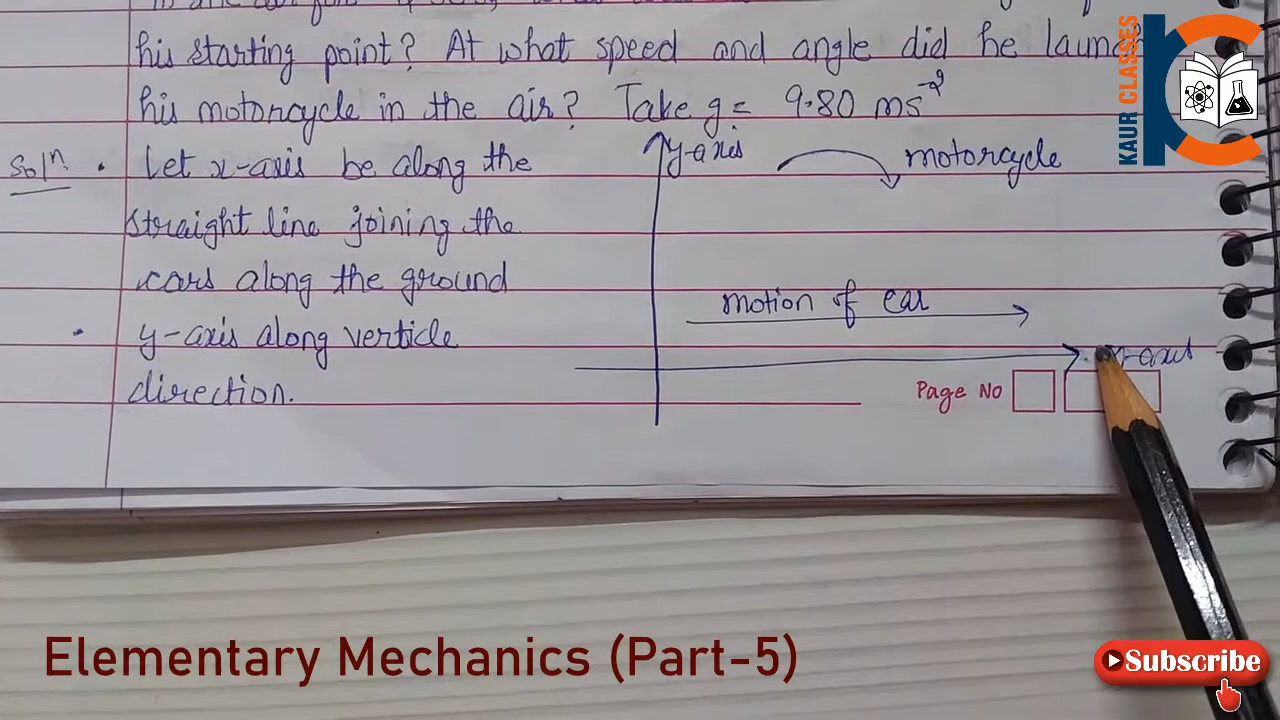 his starting point? At what speed and angle did he launch
his motorcycle in the air? Take g = 9.80 ms⁻²
Solⁿ. • Let x-axis be along the
straight line joining the
cars along the ground
• y-axis along verticle
direction.
y-axis
motorcycle
motion of car
x-axis
Page No
KAUR CLASSES
Elementary Mechanics (Part-5)
Subscribe